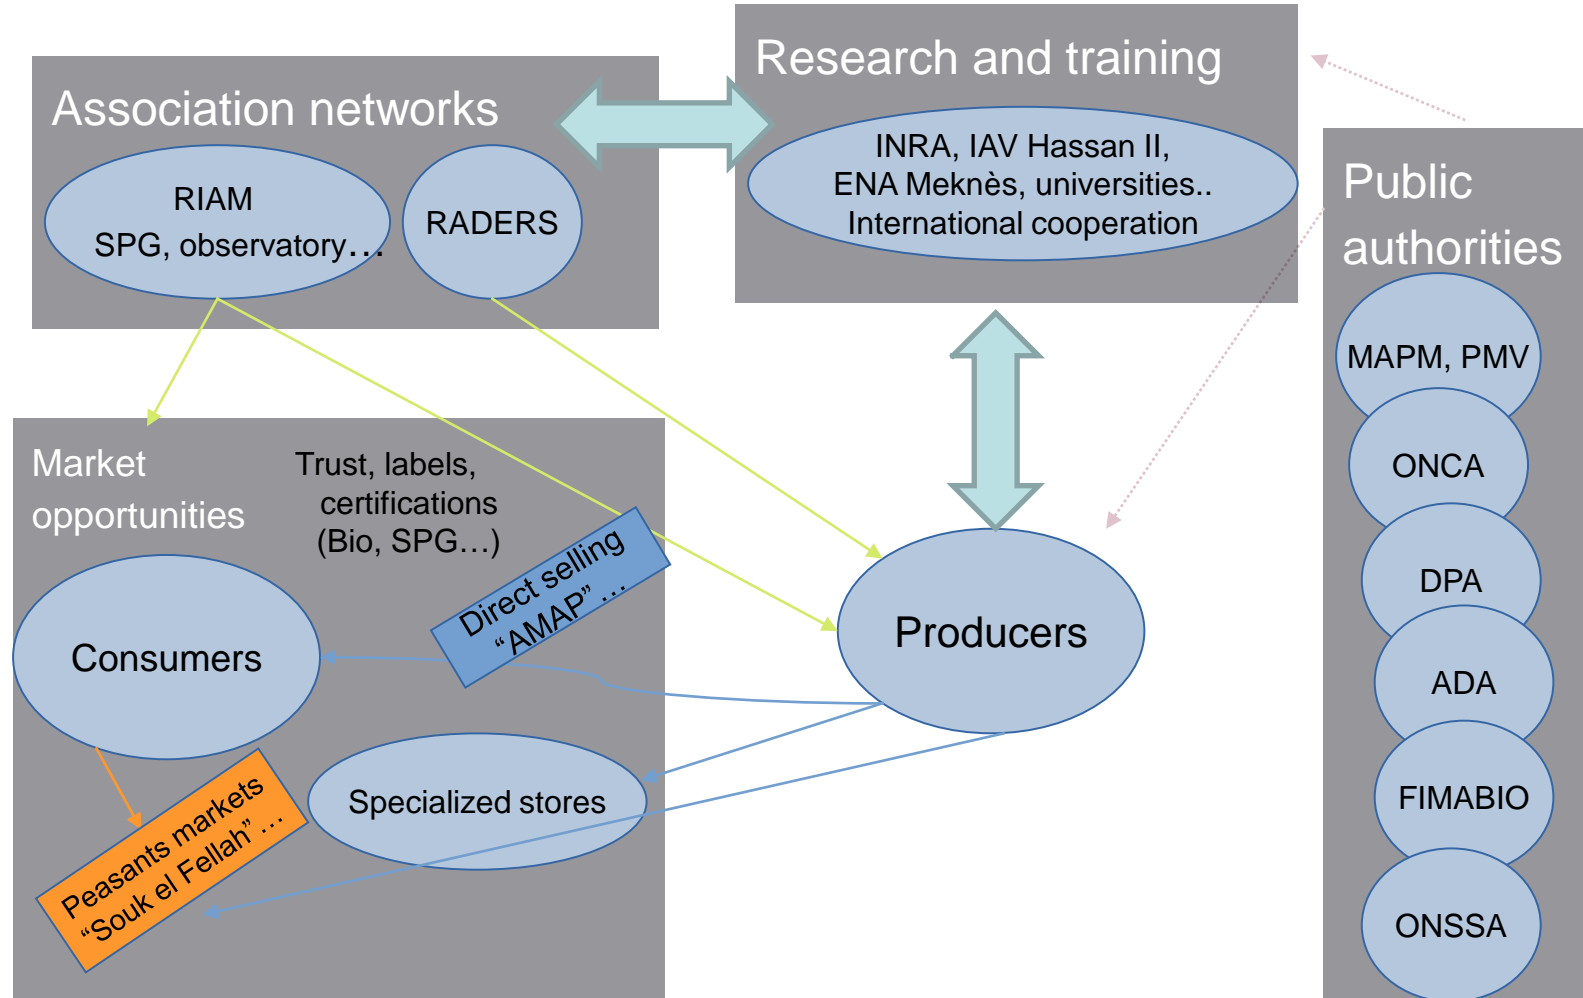 Association networks
RIAM
SPG, observatory…
RADERS
Research and training
INRA, IAV Hassan II,
ENA Meknès, universities..
International cooperation
Public
authorities
MAPM, PMV
ONCA
DPA
ADA
FIMABIO
ONSSA
Market
opportunities
Trust, labels,
certifications
(Bio, SPG…)
Direct selling
“AMAP” …
Consumers
Producers
Specialized stores
Peasants markets
“Souk el Fellah” …